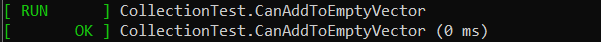 [ RUN      ] CollectionTest.CanAddToEmptyVector
[       OK ] CollectionTest.CanAddToEmptyVector (0 ms)